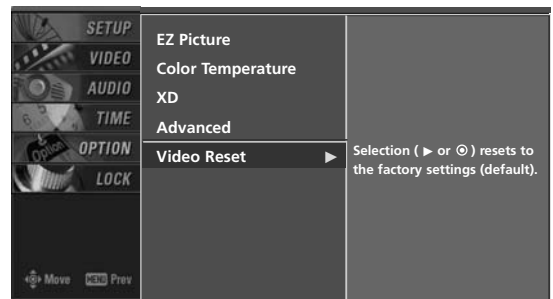 SETUP
VIDEO
AUDIO
TIME
OPTION
LOCK
Move MENU Prev
EZ Picture
Color Temperature
XD
Advanced
Video Reset ▶
Selection ( ▶ or ⊙ ) resets to
the factory settings (default).